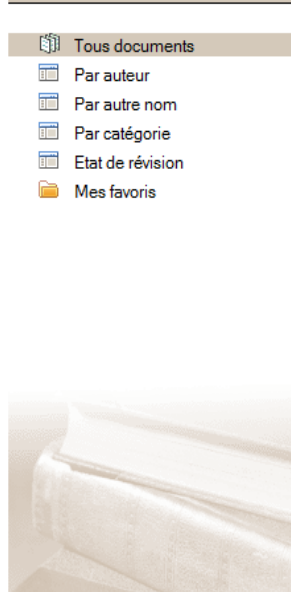 Tous documents
Par auteur
Par autre nom
Par catégorie
Etat de révision
Mes favoris